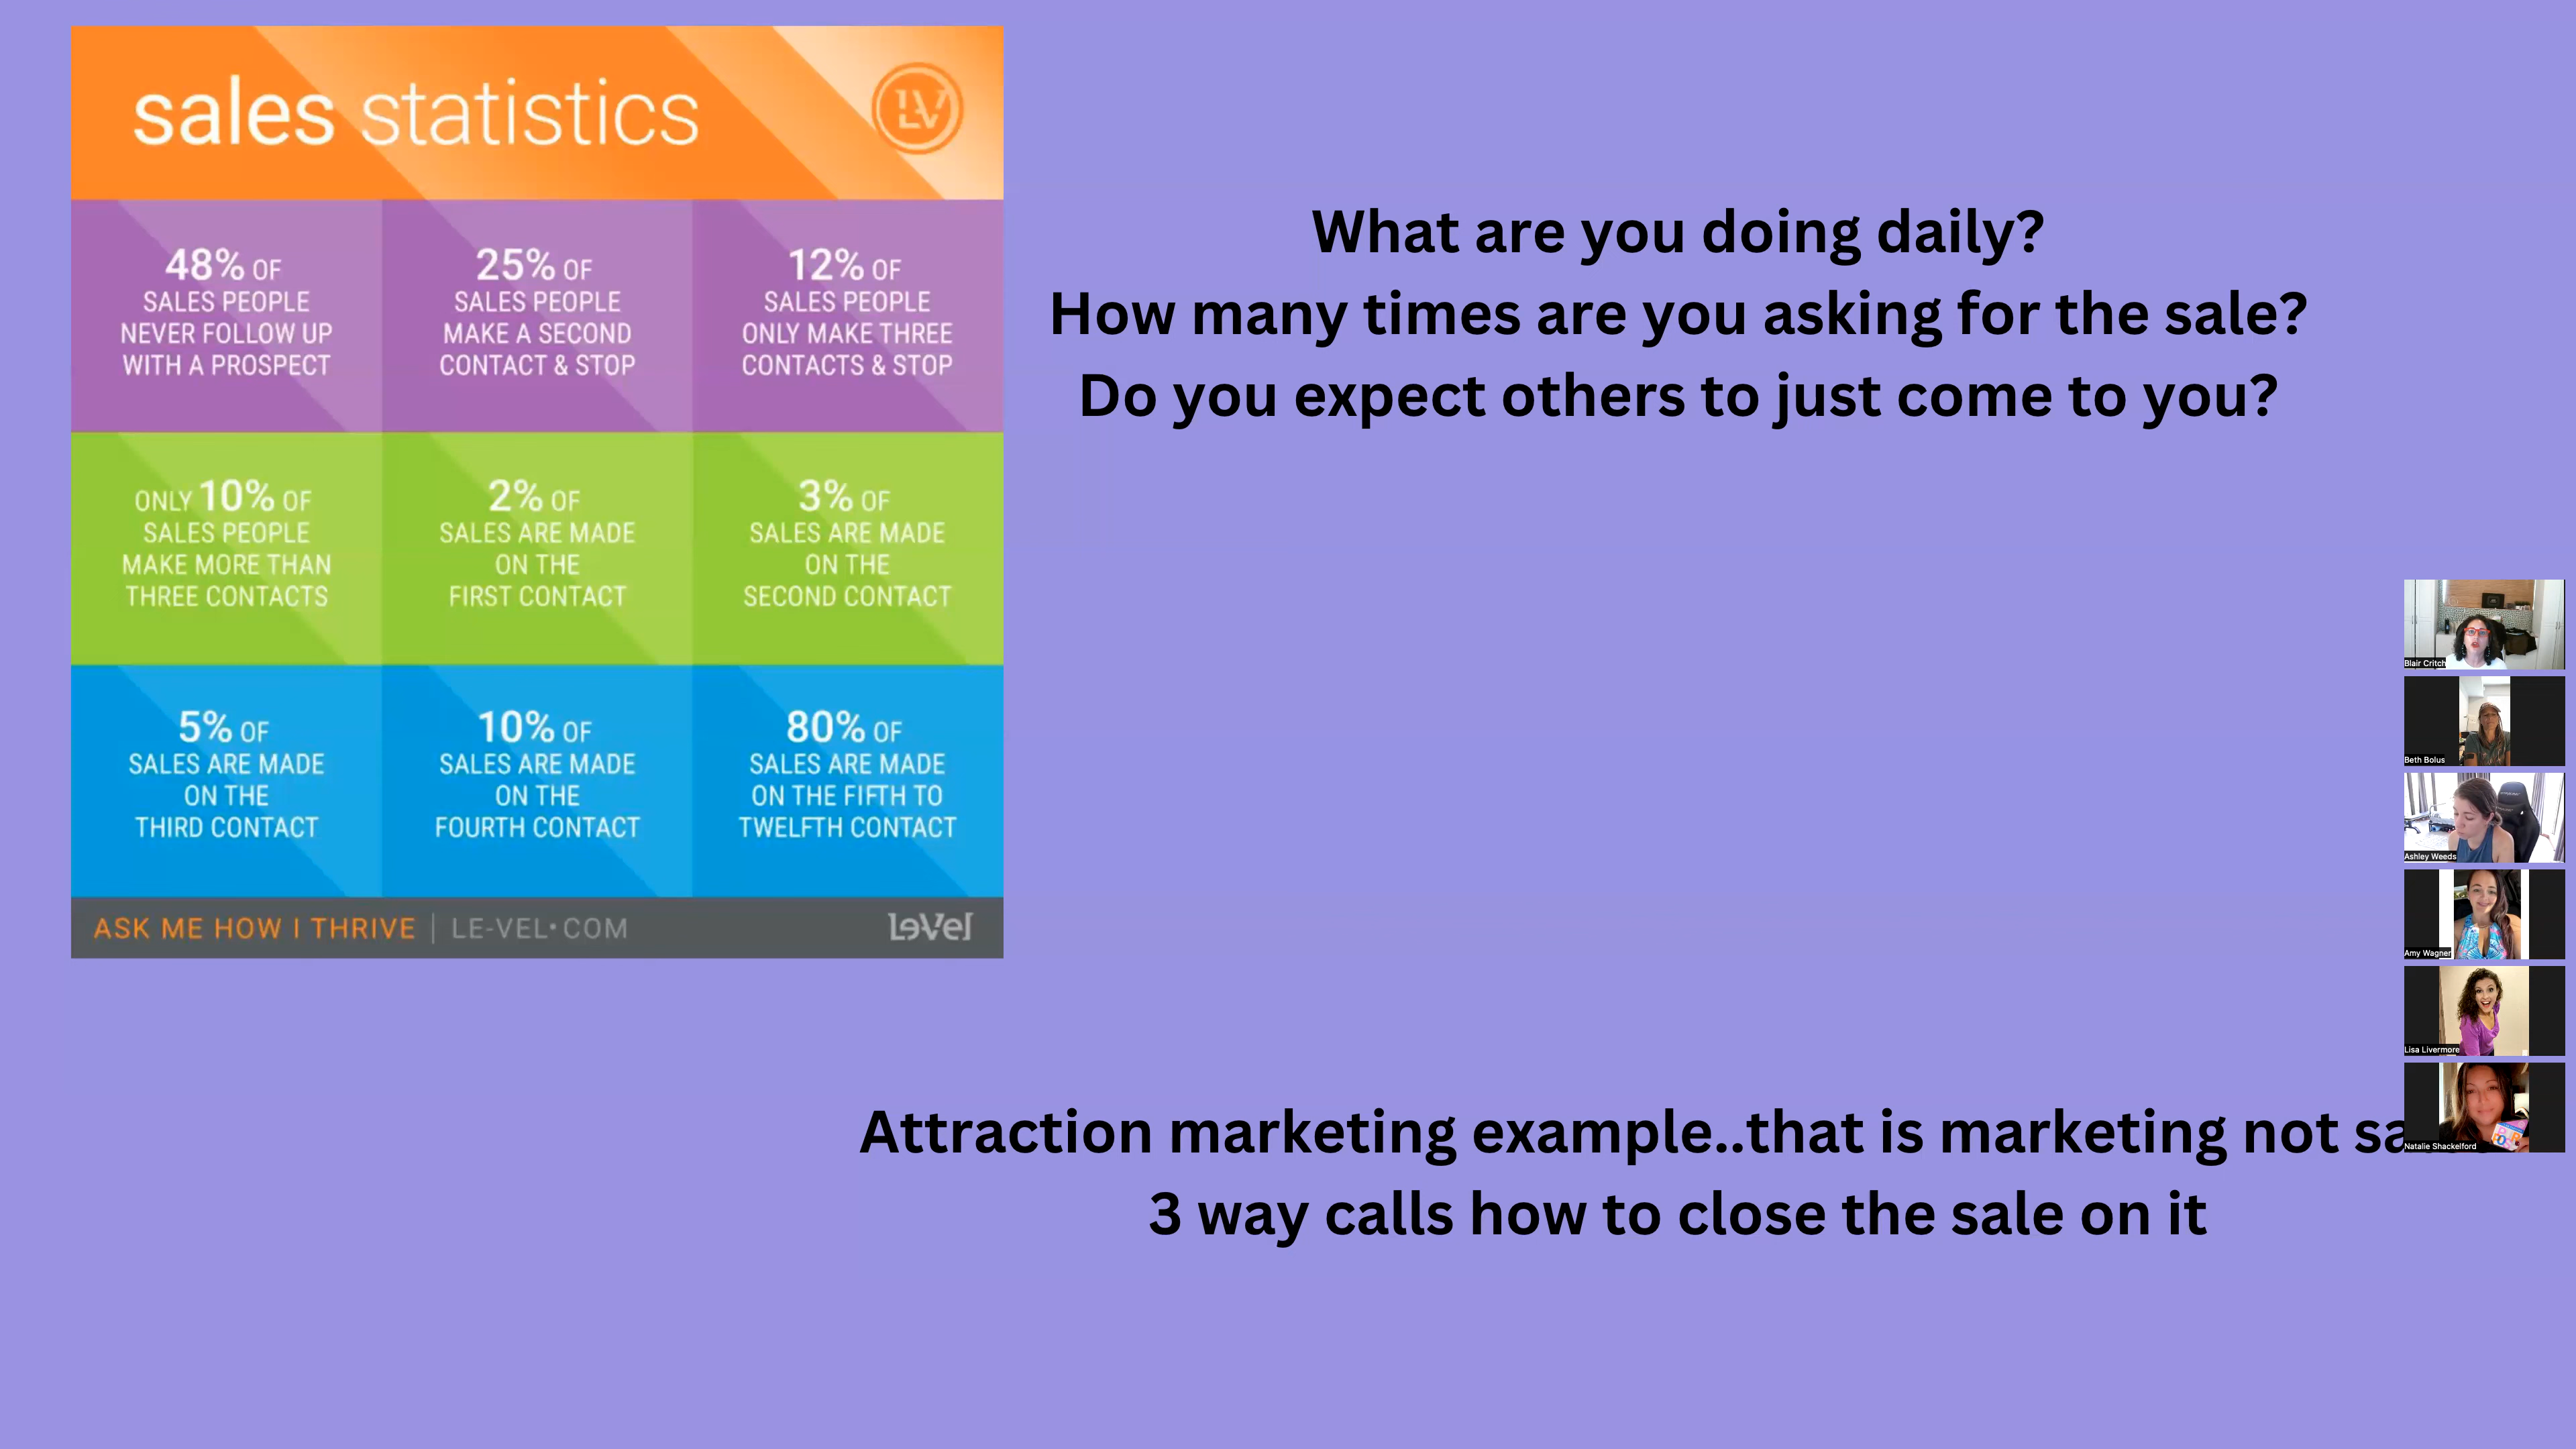 sales statistics
LV
48% OF
SALES PEOPLE
NEVER FOLLOW UP
WITH A PROSPECT
25% OF
SALES PEOPLE
MAKE A SECOND
CONTACT & STOP
12% OF
SALES PEOPLE
ONLY MAKE THREE
CONTACTS & STOP
ONLY 10% OF
SALES PEOPLE
MAKE MORE THAN
THREE CONTACTS
2% OF
SALES ARE MADE
ON THE
FIRST CONTACT
3% OF
SALES ARE MADE
ON THE
SECOND CONTACT
5% OF
SALES ARE MADE
ON THE
THIRD CONTACT
10% OF
SALES ARE MADE
ON THE
FOURTH CONTACT
80% OF
SALES ARE MADE
ON THE FIFTH TO
TWELFTH CONTACT
ASK ME HOW I THRIVE | LE-VEL•COM
leVel
What are you doing daily?
How many times are you asking for the sale?
Do you expect others to just come to you?
Blair Critch
Beth Bolus
Ashley Weeds
Amy Wagner
Lisa Livermore
Natalie Shackelford
Attraction marketing example..that is marketing not
3 way calls how to close the sale on it